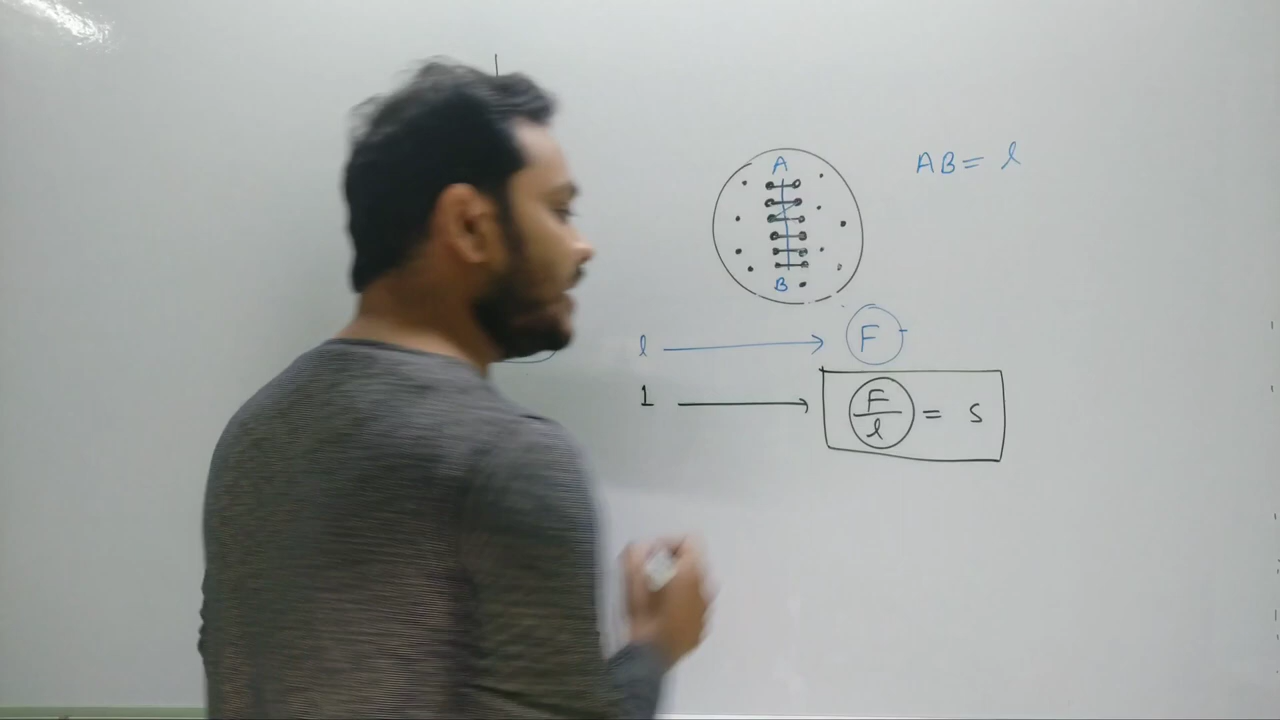 A
AB = l
B
l → F
1 → F/l = s